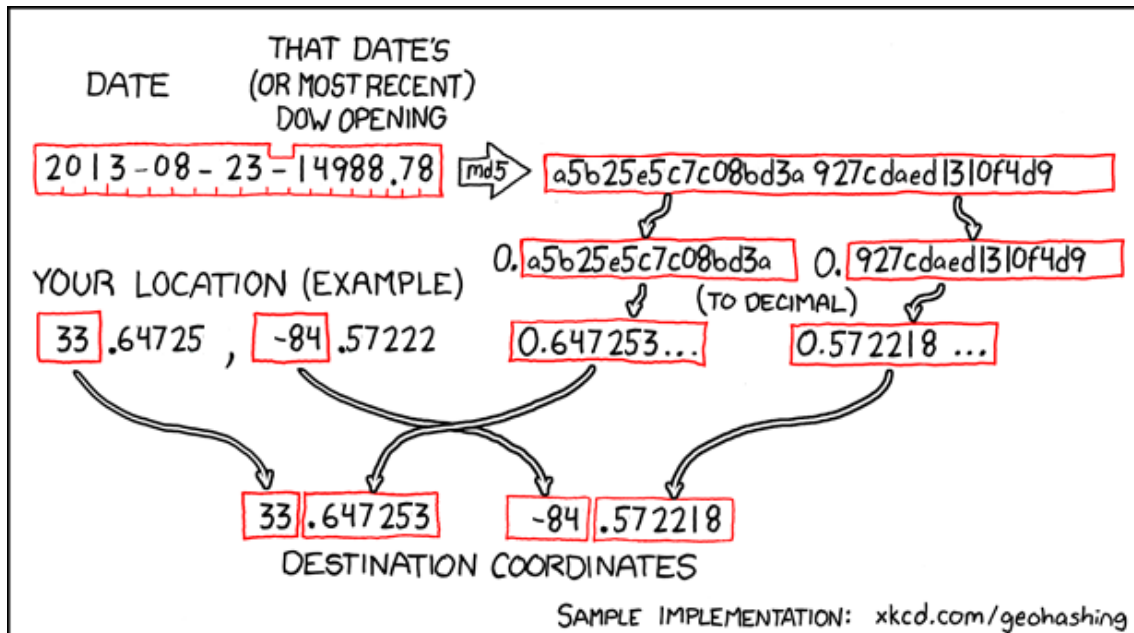 THAT DATE'S
DATE (OR MOST RECENT)
DOW OPENING
2013-08-23-14988.78 md5 a5b25e5c7c08bd3a 927cdaed1310f4d9
0.a5b25e5c7c08bd3a 0.927cdaed1310f4d9
YOUR LOCATION (EXAMPLE) (TO DECIMAL)
33.64725, -84.57222 0.647253... 0.572218...
33.647253 -84.572218
DESTINATION COORDINATES
SAMPLE IMPLEMENTATION: xkcd.com/geohashing